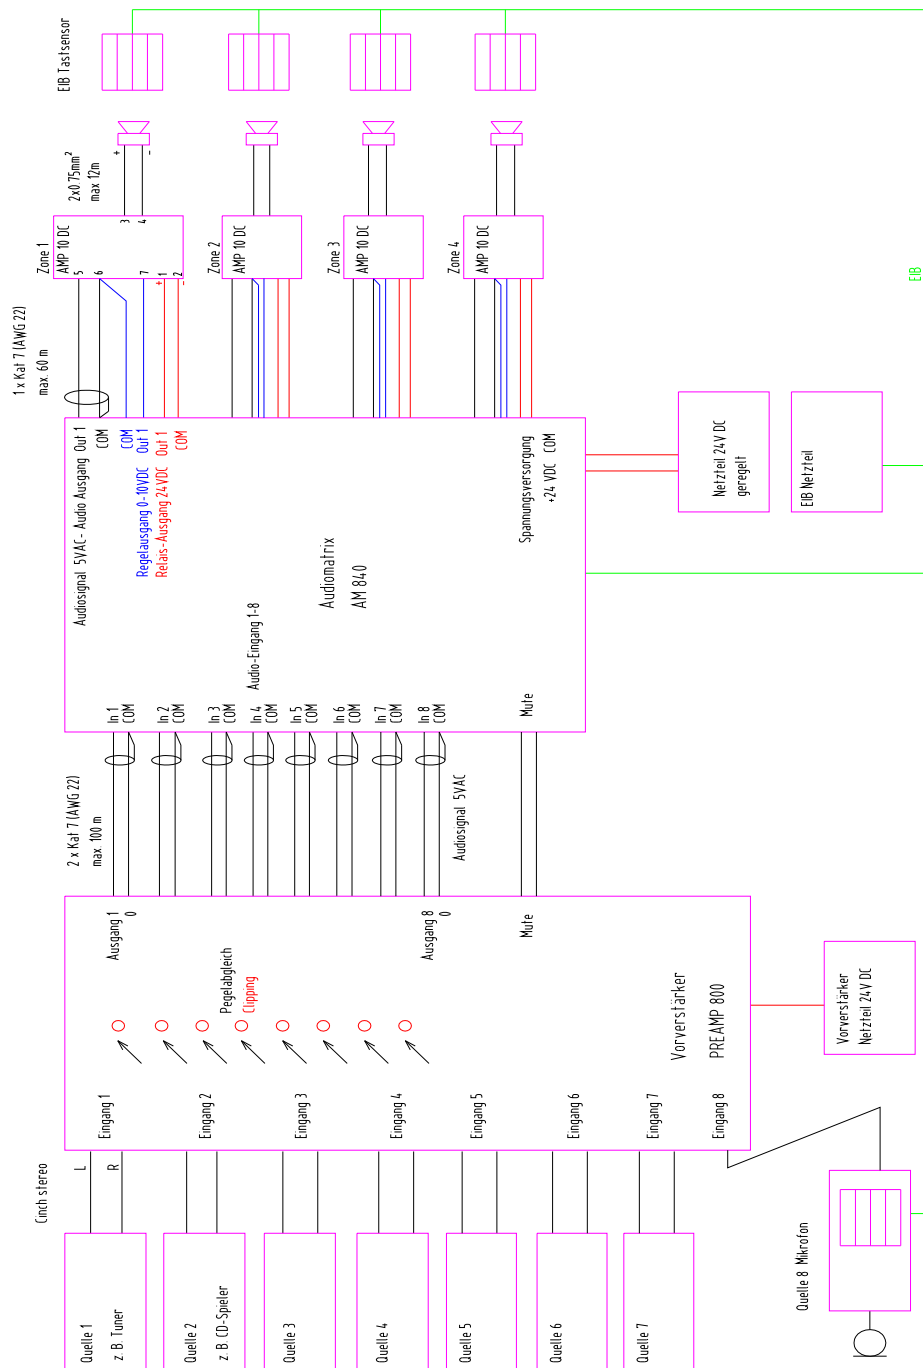 Cinch stereo
Quelle 1
z. B. Tuner
Quelle 2
z. B. CD-Spieler
Quelle 3
Quelle 4
Quelle 5
Quelle 6
Quelle 7
Quelle 8 Mikrofon
L
R
Eingang 1
Eingang 2
Eingang 3
Eingang 4
Eingang 5
Eingang 6
Eingang 7
Eingang 8
Pegelabgleich
Clipping
Vorverstärker
PREAMP 800
Vorverstärker
Netzteil 24V DC
Ausgang 1
0
Ausgang 8
0
Mute
2 x Kat 7 (AWG 22)
max. 100 m
Audiosignal 5VAC
In 1
COM
In 2
COM
In 3
COM
In 4
COM
In 5
COM
In 6
COM
In 7
COM
In 8
COM
Mute
Audio-Eingang 1-8
Audiomatrix
AM 840
Audiosignal 5VAC- Audio Ausgang Out 1
COM
COM
Regelausgang 0-10VDC Out 1
Relais-Ausgang 24VDC Out 1
COM
Spannungsversorgung
+24 VDC COM
Netzteil 24V DC
geregelt
EIB Netzteil
1 x Kat 7 (AWG 22)
max. 60 m
Zone 1
AMP 10 DC
5
6
7
+
1
-
2
3
4
Zone 2
AMP 10 DC
Zone 3
AMP 10 DC
Zone 4
AMP 10 DC
2x0.75mm²
max 12m
+
-
EIB Tastsensor
EIB